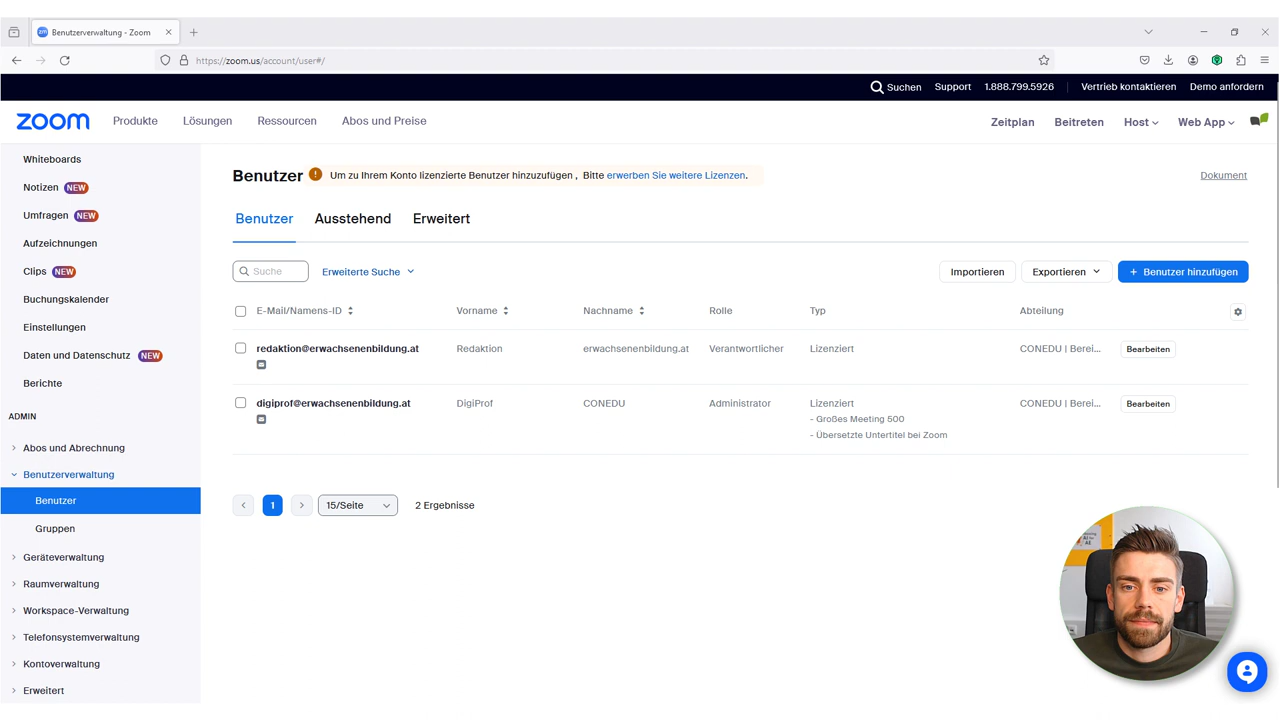 Benutzerverwaltung - Zoom
https://zoom.us/account/user#/
Suchen Support 1.888.799.5926 Vertrieb kontaktieren Demo anfordern
zoom Produkte Lösungen Ressourcen Abos und Preise Zeitplan Beitreten Host Web App
Whiteboards
Notizen NEW
Umfragen NEW
Aufzeichnungen
Clips NEW
Buchungskalender
Einstellungen
Daten und Datenschutz NEW
Berichte
ADMIN
Abos und Abrechnung
Benutzerverwaltung
Benutzer
Gruppen
Geräteverwaltung
Raumverwaltung
Workspace-Verwaltung
Telefonsystemverwaltung
Kontoverwaltung
Erweitert
Benutzer ! Um zu Ihrem Konto lizenzierte Benutzer hinzuzufügen , Bitte erwerben Sie weitere Lizenzen. Dokument
Benutzer Ausstehend Erweitert
Suche Erweiterte Suche Importieren Exportieren + Benutzer hinzufügen
E-Mail/Namens-ID Vorname Nachname Rolle Typ Abteilung
redaktion@erwachsenenbildung.at Redaktion erwachsenenbildung.at Verantwortlicher Lizenziert CONEDU | Berei... Bearbeiten
digiprof@erwachsenenbildung.at DigiProf CONEDU Administrator Lizenziert CONEDU | Berei... Bearbeiten
- Großes Meeting 500
- Übersetzte Untertitel bei Zoom
1 15/Seite 2 Ergebnisse